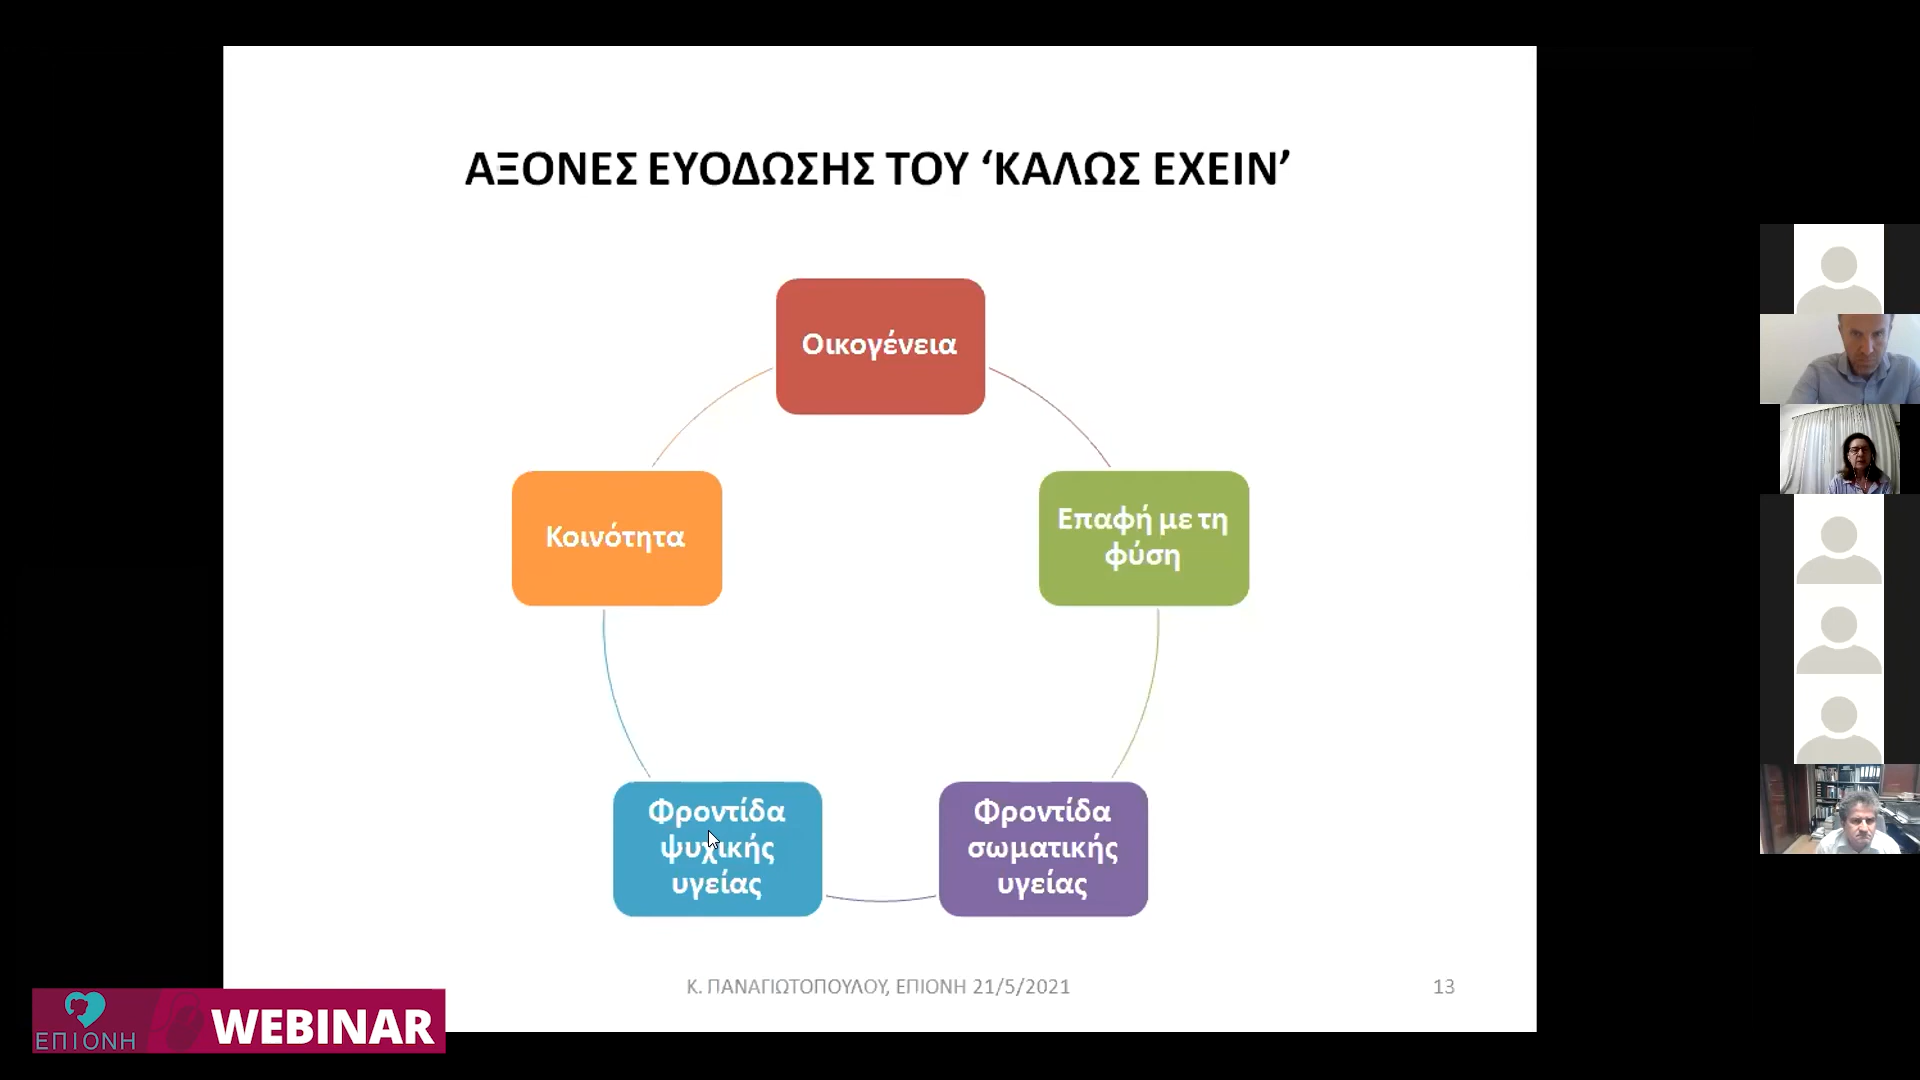 ΑΞΟΝΕΣ ΕΥΟΔΩΣΗΣ ΤΟΥ ‘ΚΑΛΩΣ ΕΧΕΙΝ’
Οικογένεια
Κοινότητα
Επαφή με τη
φύση
Φροντίδα
ψυχικής
υγείας
Φροντίδα
σωματικής
υγείας
Κ. ΠΑΝΑΓΙΩΤΟΠΟΥΛΟΥ, ΕΠΙΟΝΗ 21/5/2021
13
ΕΠΙΟΝΗ
WEBINAR